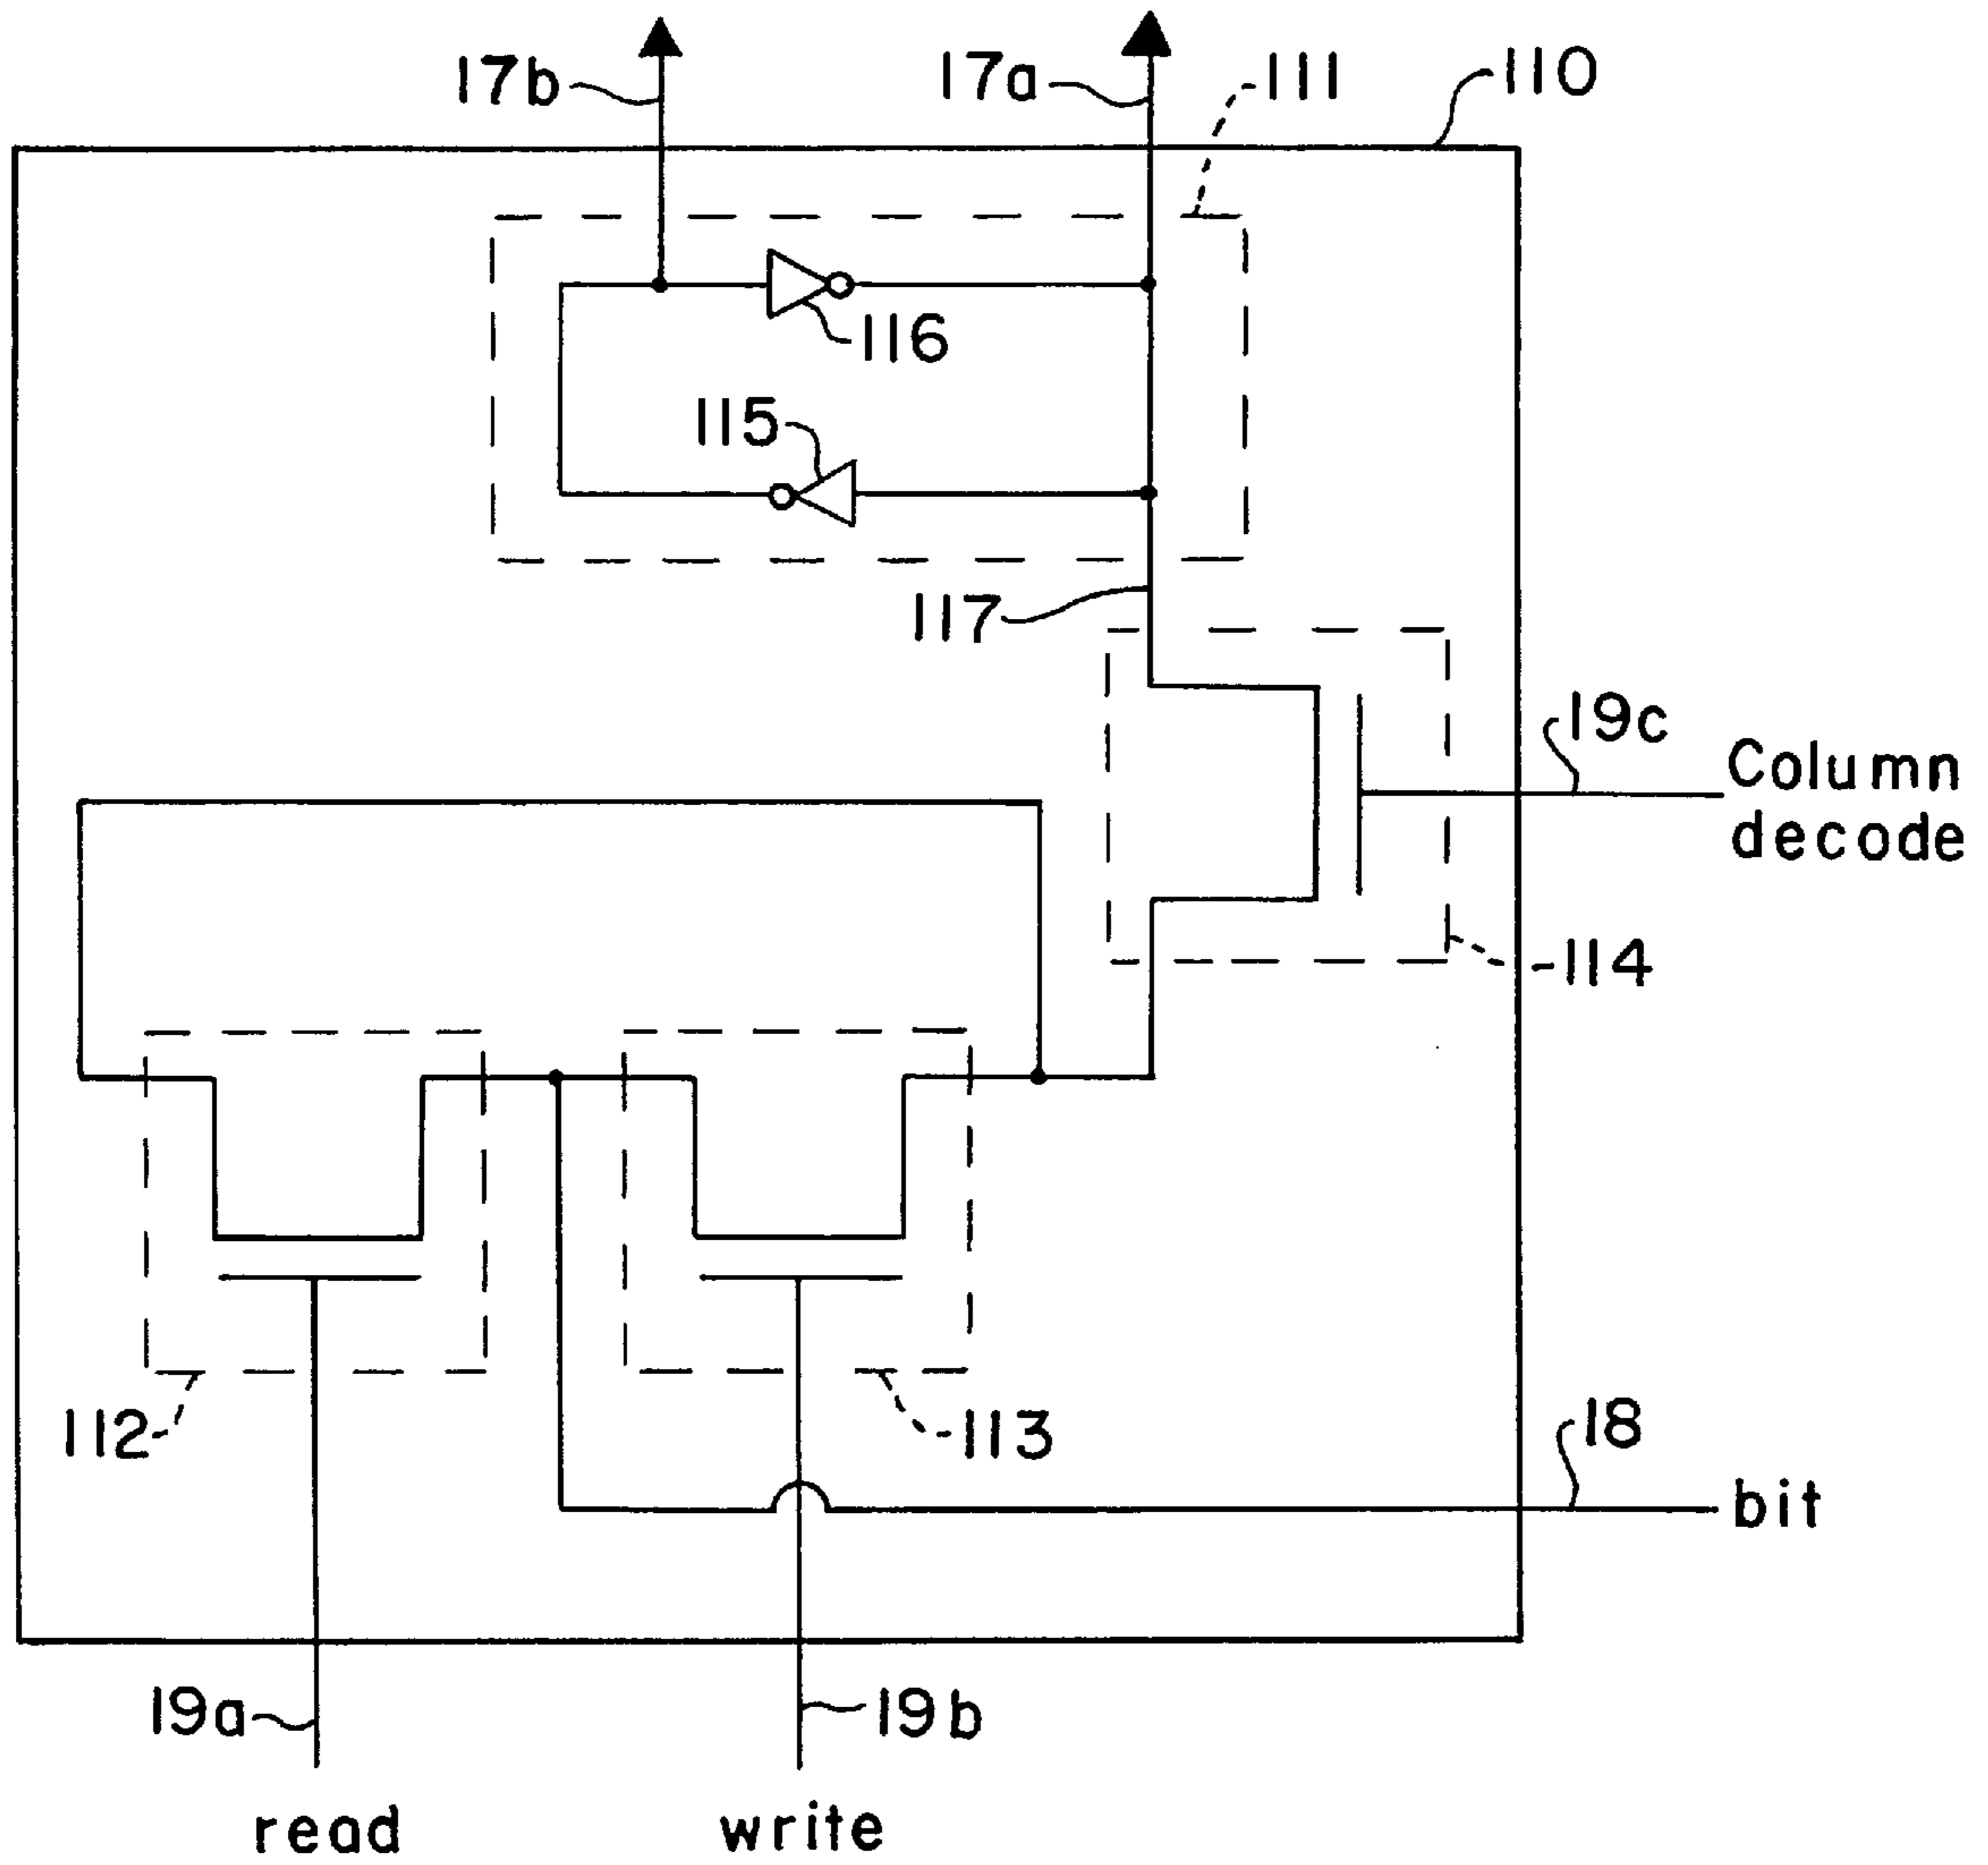 17b
17a
111
110
116
115
117
19c
Column
decode
114
112
113
18
bit
19a
19b
read
write